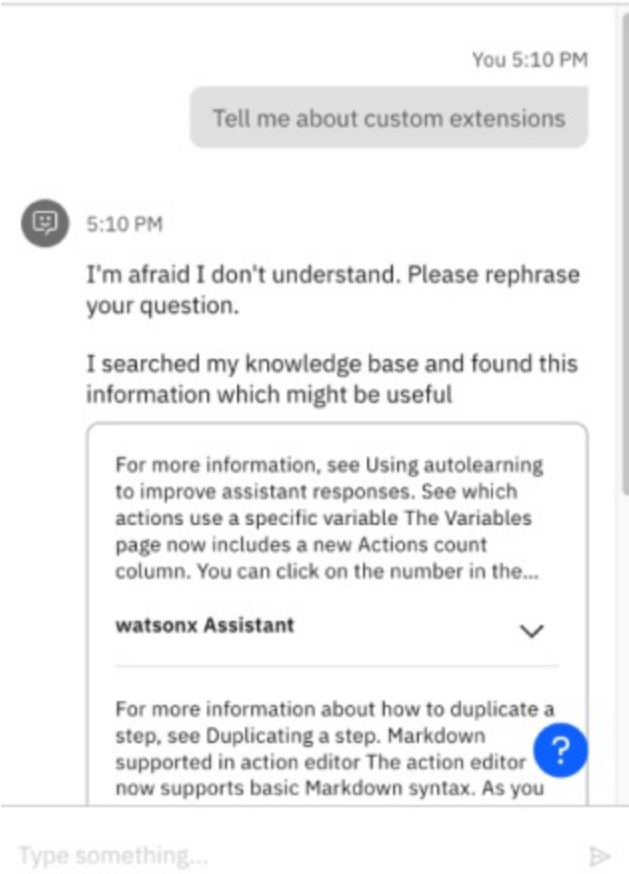 You 5:10 PM
Tell me about custom extensions
5:10 PM
I'm afraid I don't understand. Please rephrase
your question.
I searched my knowledge base and found this
information which might be useful
For more information, see Using autolearning
to improve assistant responses. See which
actions use a specific variable The Variables
page now includes a new Actions count
column. You can click on the number in the...
watsonx Assistant
For more information about how to duplicate a
step, see Duplicating a step. Markdown
supported in action editor The action editor
now supports basic Markdown syntax. As you
?
Type something...